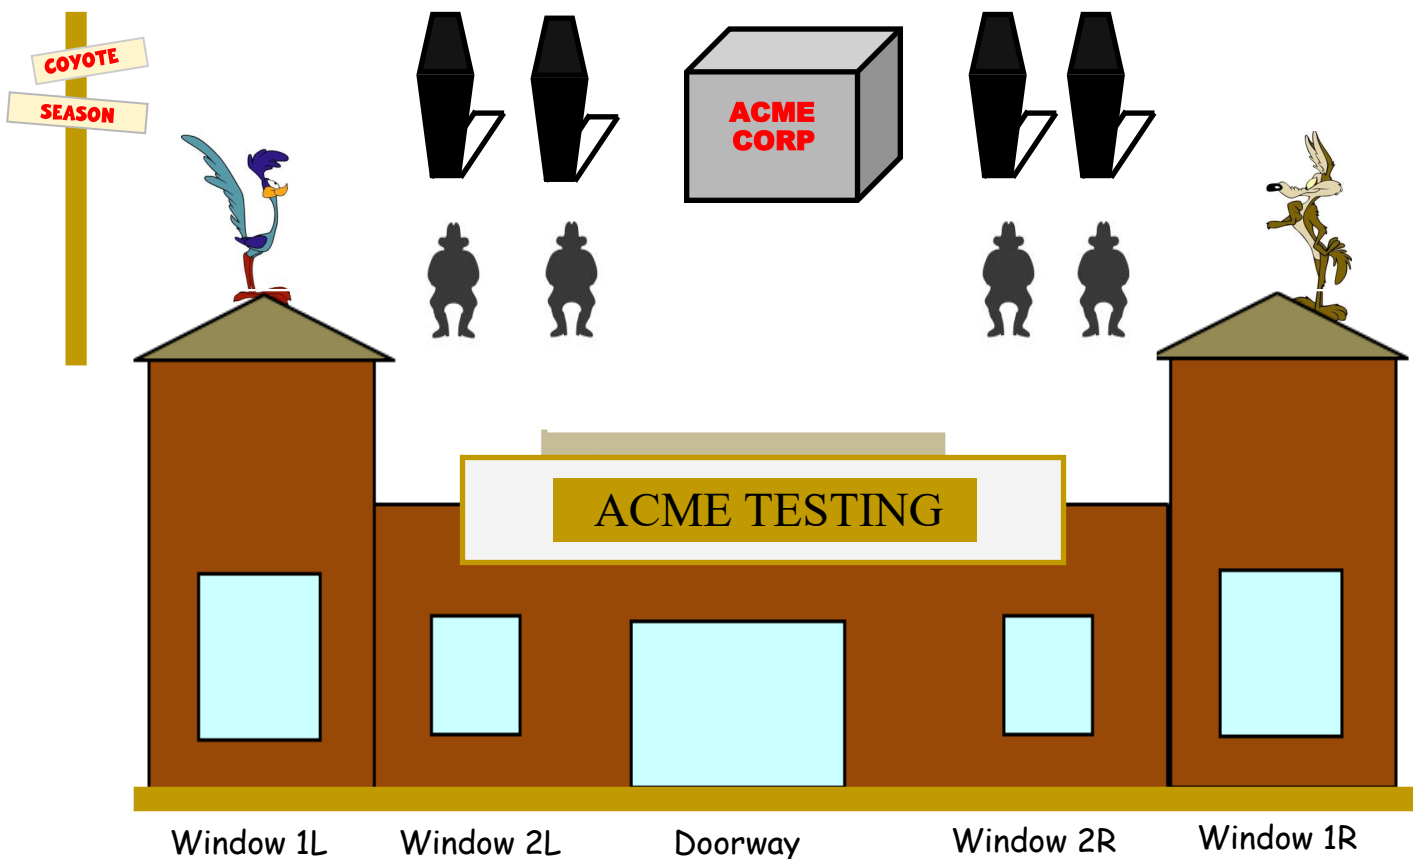 COYOTE
SEASON
ACME
CORP
ACME TESTING
Window 1L
Window 2L
Doorway
Window 2R
Window 1R